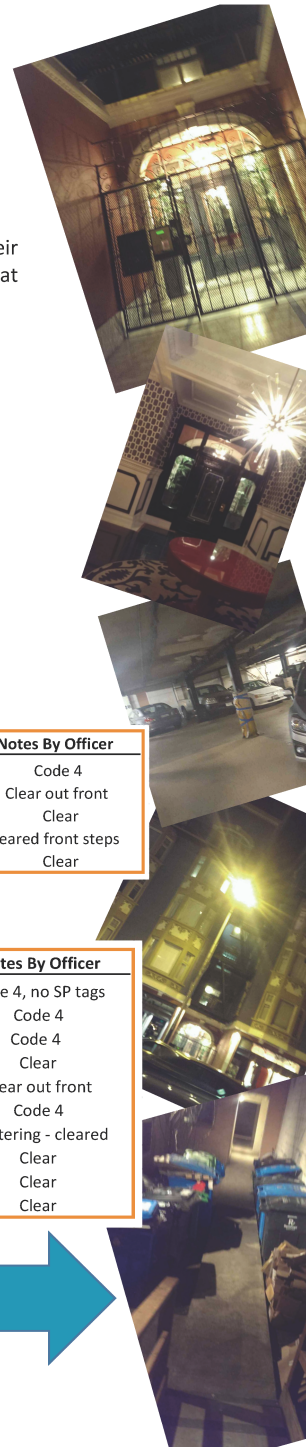 eir
at
Notes By Officer
Code 4
Clear out front
Clear
eared front steps
Clear
tes By Officer
e 4, no SP tags
Code 4
Code 4
Clear
ear out front
Code 4
tering - cleared
Clear
Clear
Clear